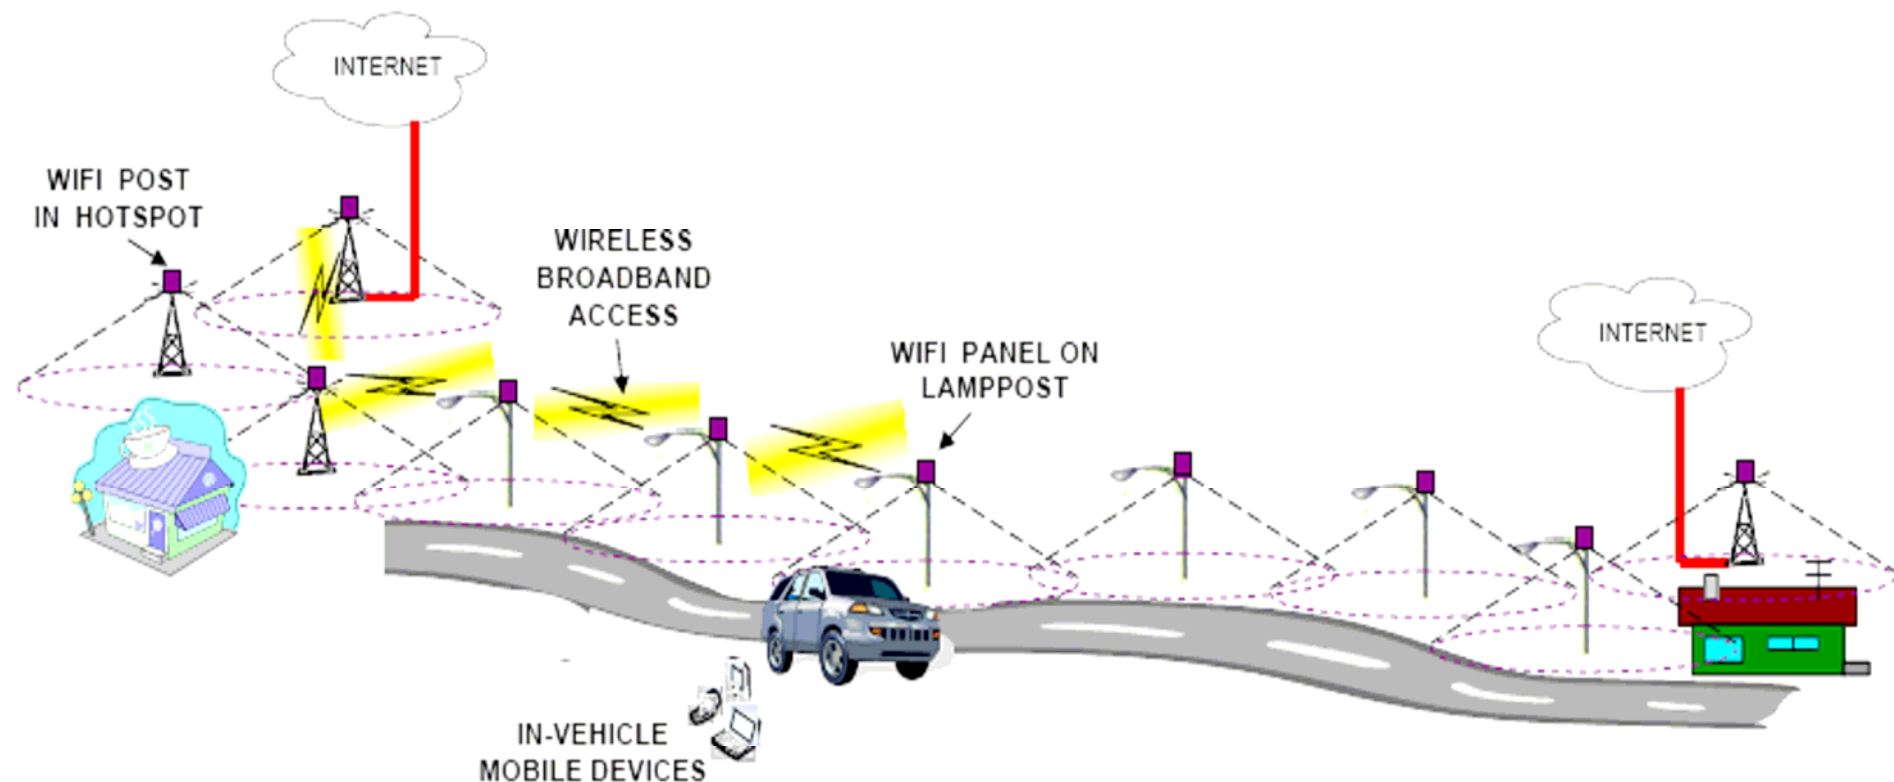 INTERNET
WIFI POST
IN HOTSPOT
WIRELESS
BROADBAND
ACCESS
WIFI PANEL ON
LAMPPOST
INTERNET
IN-VEHICLE
MOBILE DEVICES